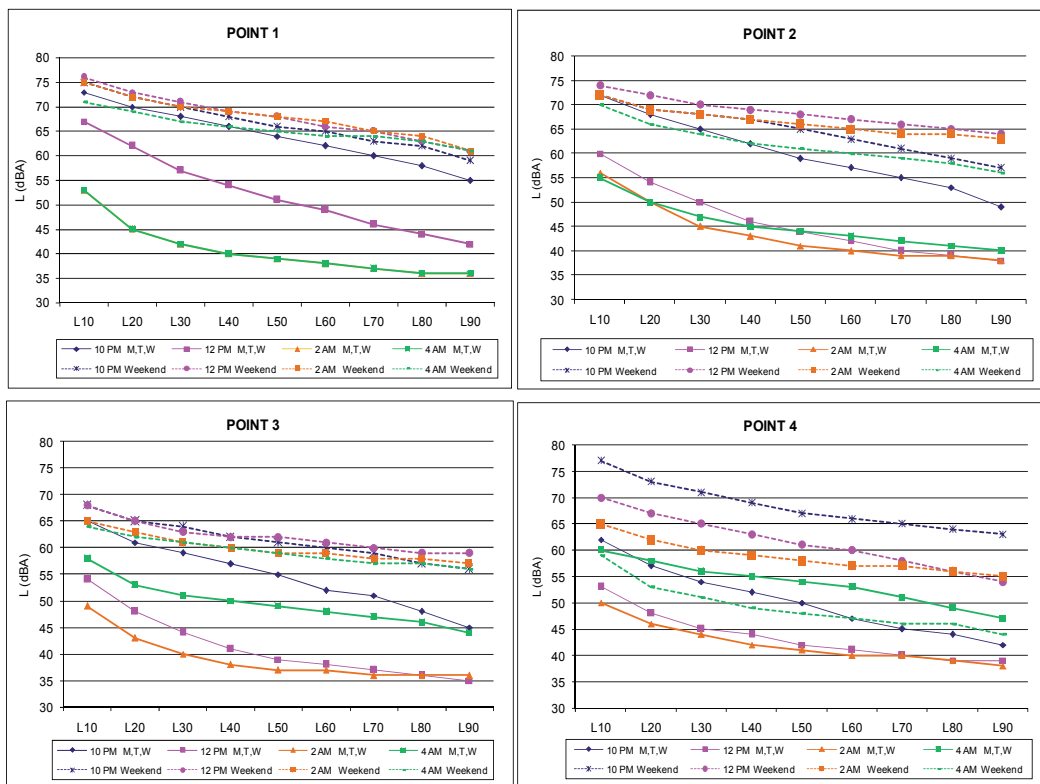 POINT 1
80
75
70
65
60
55
50
45
40
35
30
L (dBA)
L10 L20 L30 L40 L50 L60 L70 L80 L90
10 PM M,T,W 12 PM M,T,W 2 AM M,T,W 4 AM M,T,W
10 PM Weekend 12 PM Weekend 2 AM Weekend 4 AM Weekend
POINT 2
80
75
70
65
60
55
50
45
40
35
30
L (dBA)
L10 L20 L30 L40 L50 L60 L70 L80 L90
10 PM M,T,W 12 PM M,T,W 2 AM M,T,W 4 AM M,T,W
10 PM Weekend 12 PM Weekend 2 AM Weekend 4 AM Weekend
POINT 3
80
75
70
65
60
55
50
45
40
35
30
L (dBA)
L10 L20 L30 L40 L50 L60 L70 L80 L90
10 PM M,T,W 12 PM M,T,W 2 AM M,T,W 4 AM M,T,W
10 PM Weekend 12 PM Weekend 2 AM Weekend 4 AM Weekend
POINT 4
80
75
70
65
60
55
50
45
40
35
30
L (dBA)
L10 L20 L30 L40 L50 L60 L70 L80 L90
10 PM M,T,W 12 PM M,T,W 2 AM M,T,W 4 AM M,T,W
10 PM Weekend 12 PM Weekend 2 AM Weekend 4 AM Weekend